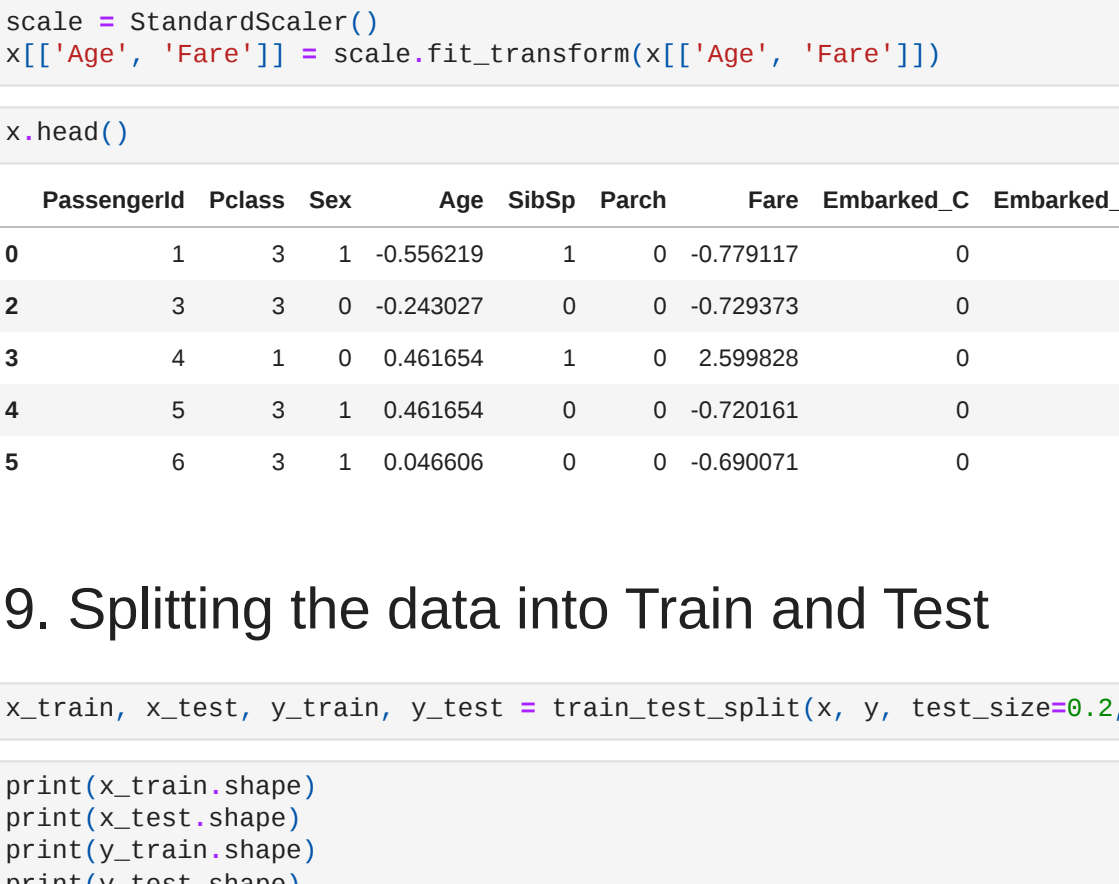 scale = StandardScaler()
x[['Age', 'Fare']] = scale.fit_transform(x[['Age', 'Fare']])
x.head()
PassengerId Pclass Sex Age SibSp Parch Fare Embarked_C Embarked_
0 1 3 1 -0.556219 1 0 -0.779117 0
2 3 3 0 -0.243027 0 0 -0.729373 0
3 4 1 0 0.461654 1 0 2.599828 0
4 5 3 1 0.461654 0 0 -0.720161 0
5 6 3 1 0.046606 0 0 -0.690071 0
9. Splitting the data into Train and Test
x_train, x_test, y_train, y_test = train_test_split(x, y, test_size=0.2,
print(x_train.shape)
print(x_test.shape)
print(y_train.shape)
print(y_test.shape)